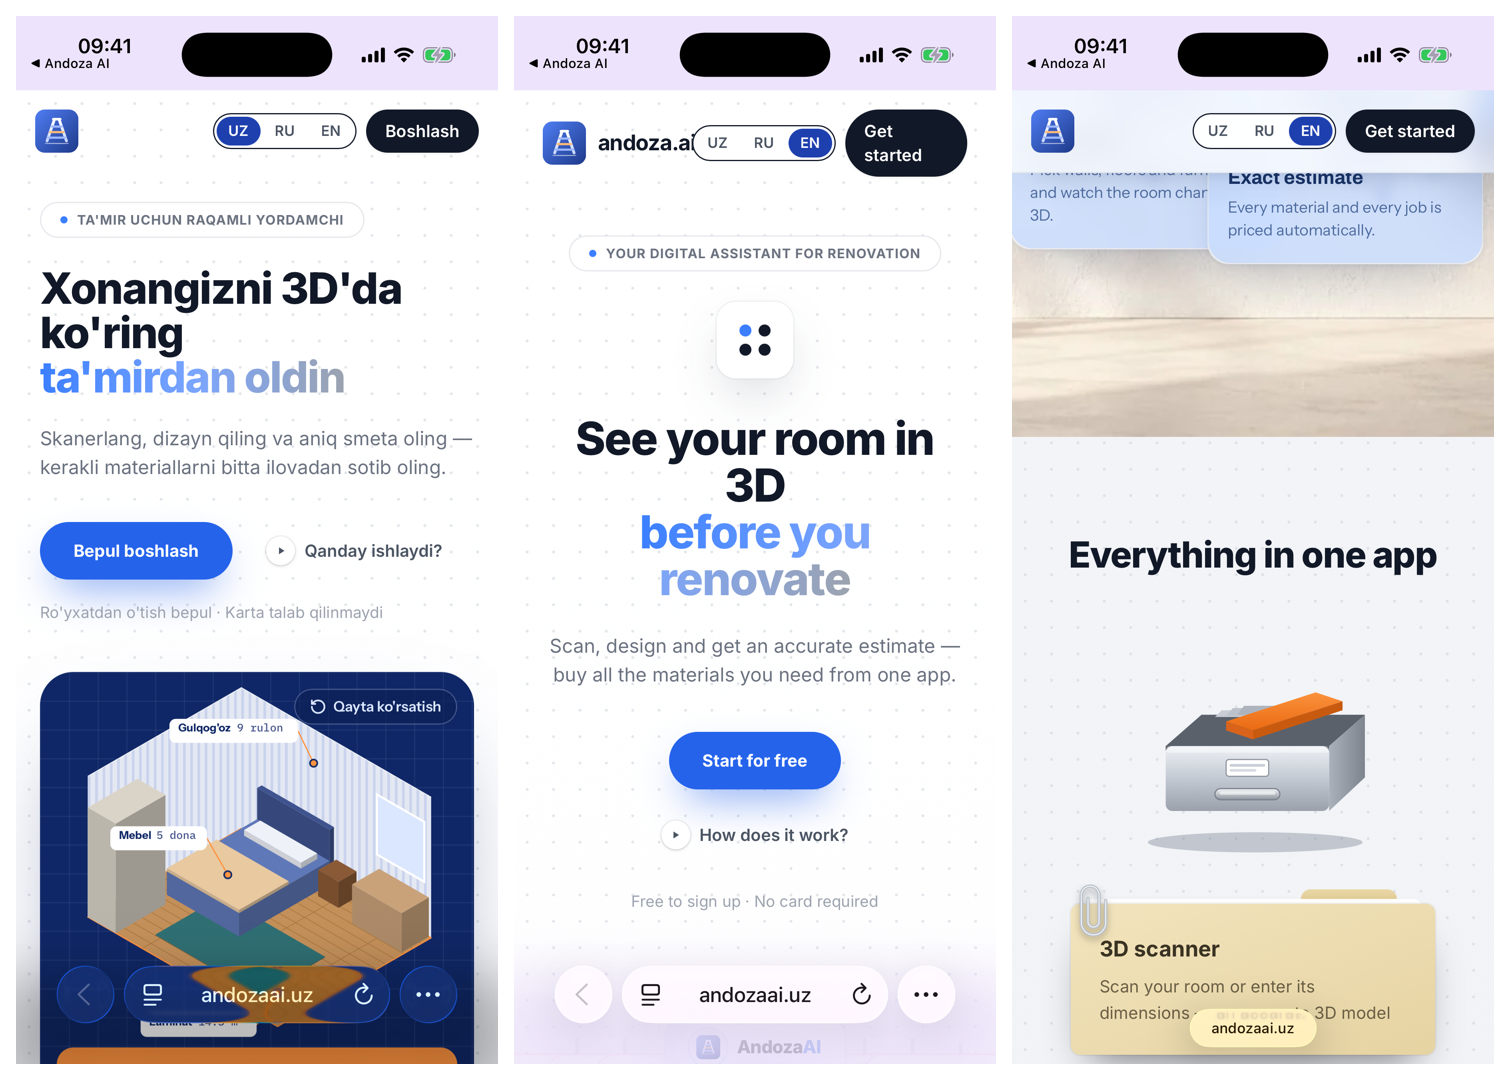 09:41
◀ Andoza AI
UZ RU EN
Boshlash
TA'MIR UCHUN RAQAMLI YORDAMCHI
Xonangizni 3D'da
ko'ring
ta'mirdan oldin
Skanerlang, dizayn qiling va aniq smeta oling —
kerakli materiallarni bitta ilovadan sotib oling.
Bepul boshlash
Qanday ishlaydi?
Ro'yxatdan o'tish bepul · Karta talab qilinmaydi
Qayta ko'rsatish
Gulqog'oz 9 rulon
Mebel 5 dona
andozaai.uz
Laminat
09:41
◀ Andoza AI
andoza.ai
UZ RU EN
Get
started
YOUR DIGITAL ASSISTANT FOR RENOVATION
See your room in
3D
before you
renovate
Scan, design and get an accurate estimate —
buy all the materials you need from one app.
Start for free
How does it work?
Free to sign up · No card required
andozaai.uz
AndozaAI
09:41
◀ Andoza AI
UZ RU EN
Get started
and watch the room
3D.
Exact estimate
Every material and every job is
priced automatically.
Everything in one app
3D scanner
Scan your room or enter its
dimensions 3D model
andozaai.uz